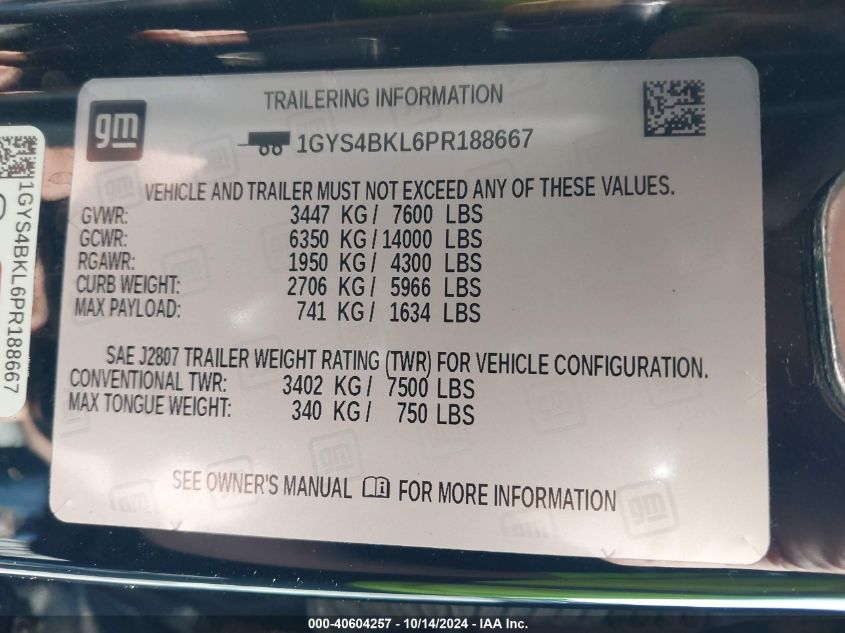 gm
TRAILERING INFORMATION
1GYS4BKL6PR188667
VEHICLE AND TRAILER MUST NOT EXCEED ANY OF THESE VALUES.
GVWR: 3447 KG / 7600 LBS
GCWR: 6350 KG / 14000 LBS
RGAWR: 1950 KG / 4300 LBS
CURB WEIGHT: 2706 KG / 5966 LBS
MAX PAYLOAD: 741 KG / 1634 LBS
SAE J2807 TRAILER WEIGHT RATING (TWR) FOR VEHICLE CONFIGURATION.
CONVENTIONAL TWR: 3402 KG / 7500 LBS
MAX TONGUE WEIGHT: 340 KG / 750 LBS
SEE OWNER'S MANUAL FOR MORE INFORMATION
gm
1GYS4BKL6PR188667
000-40604257 - 10/14/2024 - IAA Inc.